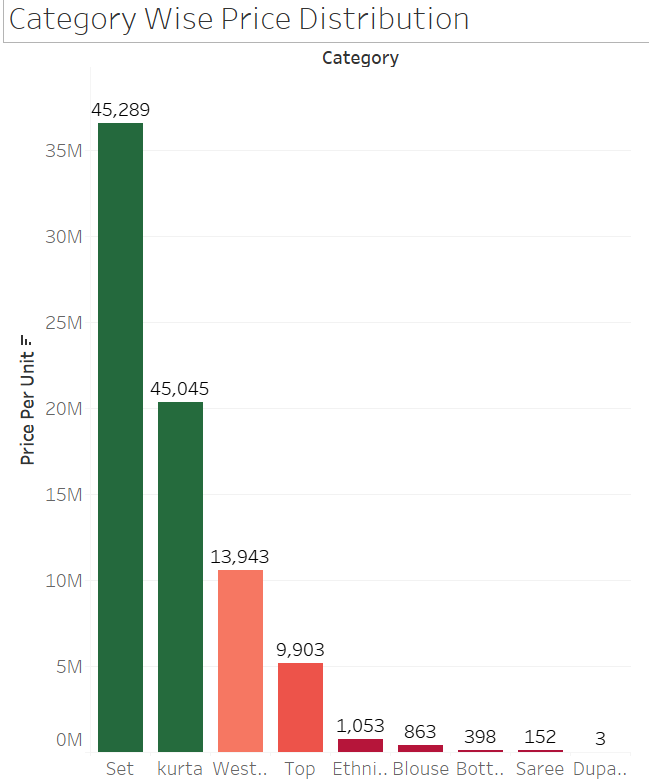 Category Wise Price Distribution
Category
45,289
35M
30M
25M
45,045
20M
15M
13,943
10M
9,903
5M
1,053
863
398
152
3
0M
Price Per Unit
Set kurta West.. Top Ethni.. Blouse Bott.. Saree Dupa..